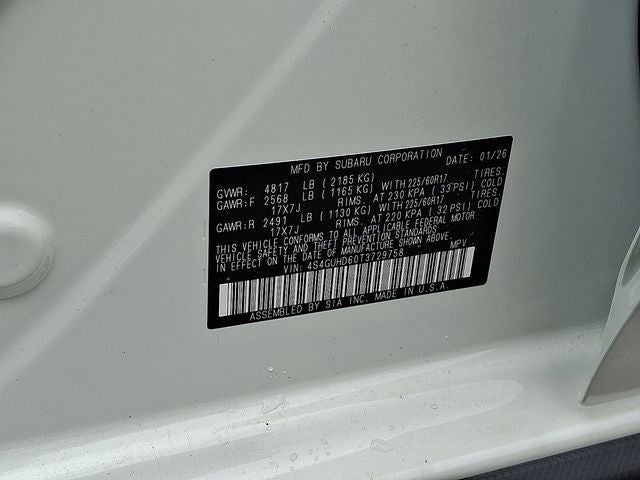 MFD BY SUBARU CORPORATION DATE: 01/26
GVWR: 4817 LB ( 2185 KG)
GAWR:F 2568 LB ( 1165 KG) WITH 225/60R17 TIRES.
17X7J RIMS. AT 230 KPA ( 33 PSI) COLD
GAWR:R 2491 LB ( 1130 KG) WITH 225/60R17 TIRES.
17X7J RIMS. AT 220 KPA ( 32 PSI) COLD
THIS VEHICLE CONFORMS TO ALL APPLICABLE FEDERAL MOTOR
VEHICLE SAFETY AND THEFT PREVENTION STANDARDS
IN EFFECT ON THE DATE OF MANUFACTURE SHOWN ABOVE.
VIN: 4S4GUHD60T3729758 MPV
ASSEMBLED BY SIA INC. MADE IN U.S.A.